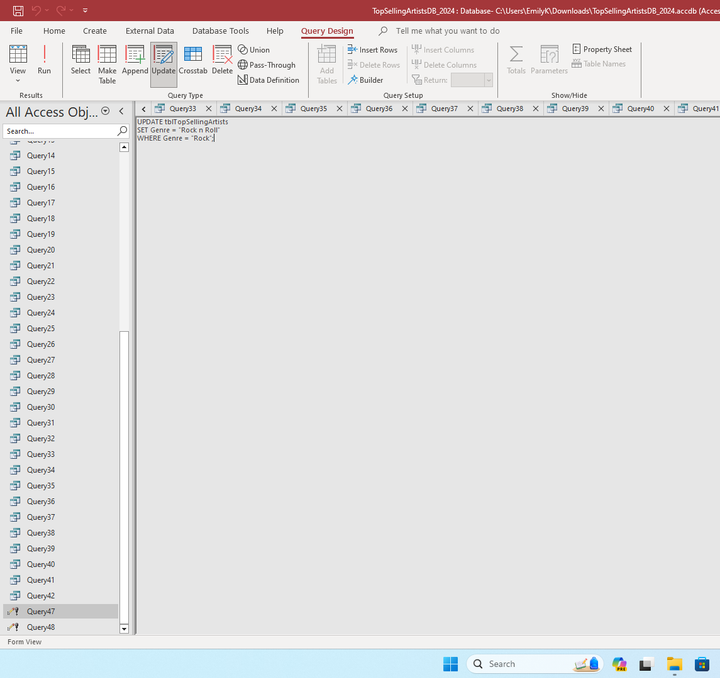 TopSellingArtistsDB_2024 : Database- C:\Users\EmilyK\Downloads\TopSellingArtistsDB_2024.accdb (Acces
File Home Create External Data Database Tools Help Query Design Tell me what you want to do
View
Run
Results
Select
Make Table
Append
Update
Crosstab
Delete
Union
Pass-Through
Data Definition
Query Type
Add Tables
Insert Rows
Delete Rows
Builder
Insert Columns
Delete Columns
Return:
Query Setup
Totals
Parameters
Property Sheet
Table Names
Show/Hide
All Access Obj...
Search...
Query33 Query34 Query35 Query36 Query37 Query38 Query39 Query40 Query41
UPDATE tblTopSellingArtists
SET Genre = "Rock n Roll"
WHERE Genre = "Rock";
Query14
Query15
Query16
Query17
Query18
Query19
Query20
Query21
Query22
Query23
Query24
Query25
Query26
Query27
Query28
Query29
Query30
Query31
Query32
Query33
Query34
Query35
Query36
Query37
Query38
Query39
Query40
Query41
Query42
Query47
Query48
Form View
Search